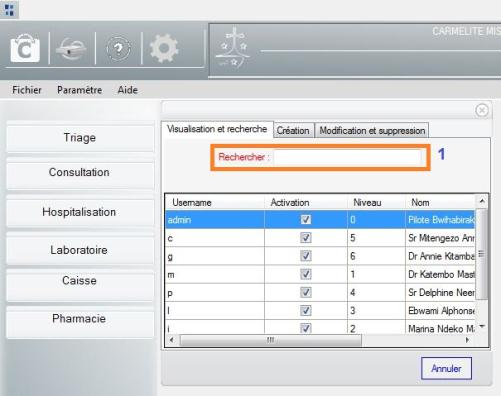 CARMELITE MIS
Fichier Paramètre Aide
Triage
Consultation
Hospitalisation
Laboratoire
Caisse
Pharmacie
Visualisation et recherche Création Modification et suppression
Rechercher : 1
Username Activation Niveau Nom
admin 0 Pilote Bwihabirak
c 5 Sr Mitengezo Ann
g 6 Dr Annie Kitamba
m 1 Dr Katembo Mast
p 4 Sr Delphine Neer
l 3 Ebwami Alphonse
i 2 Marina Ndeko Ma
Annuler